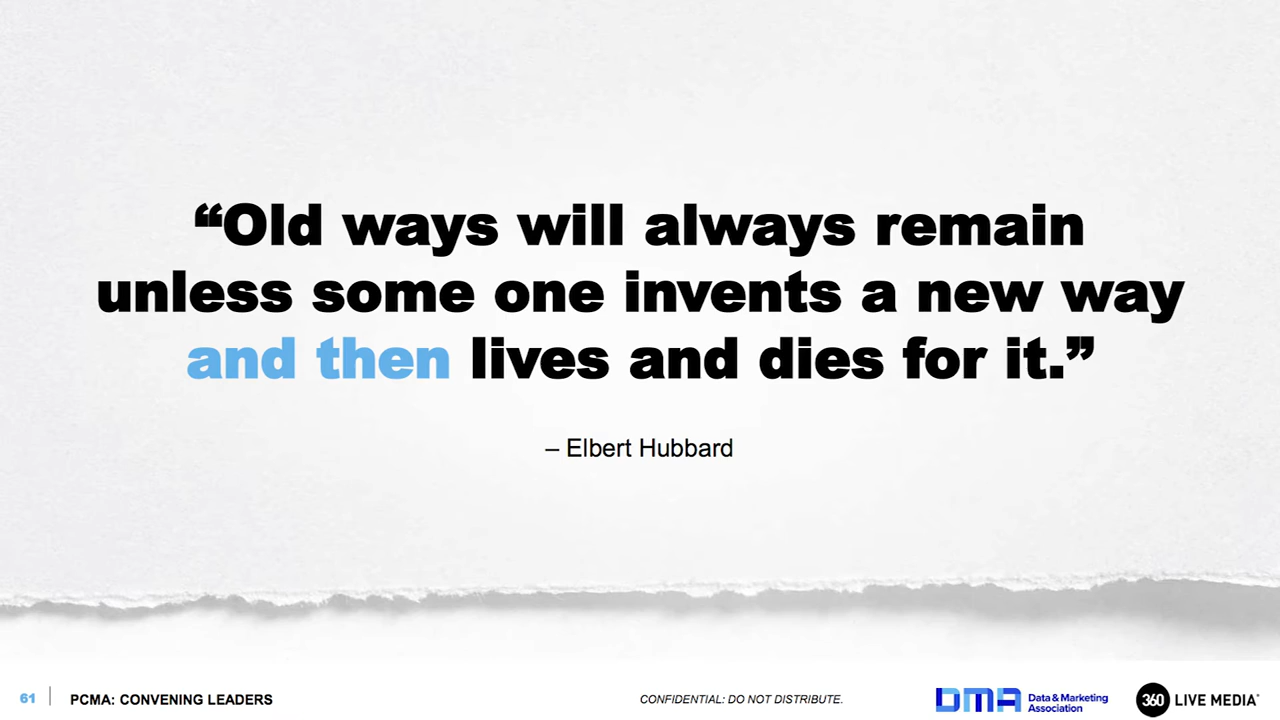 “Old ways will always remain
unless some one invents a new way
and then lives and dies for it.”
– Elbert Hubbard
61
PCMA: CONVENING LEADERS
CONFIDENTIAL: DO NOT DISTRIBUTE.
DMA
Data & Marketing
Association
360
LIVE MEDIA